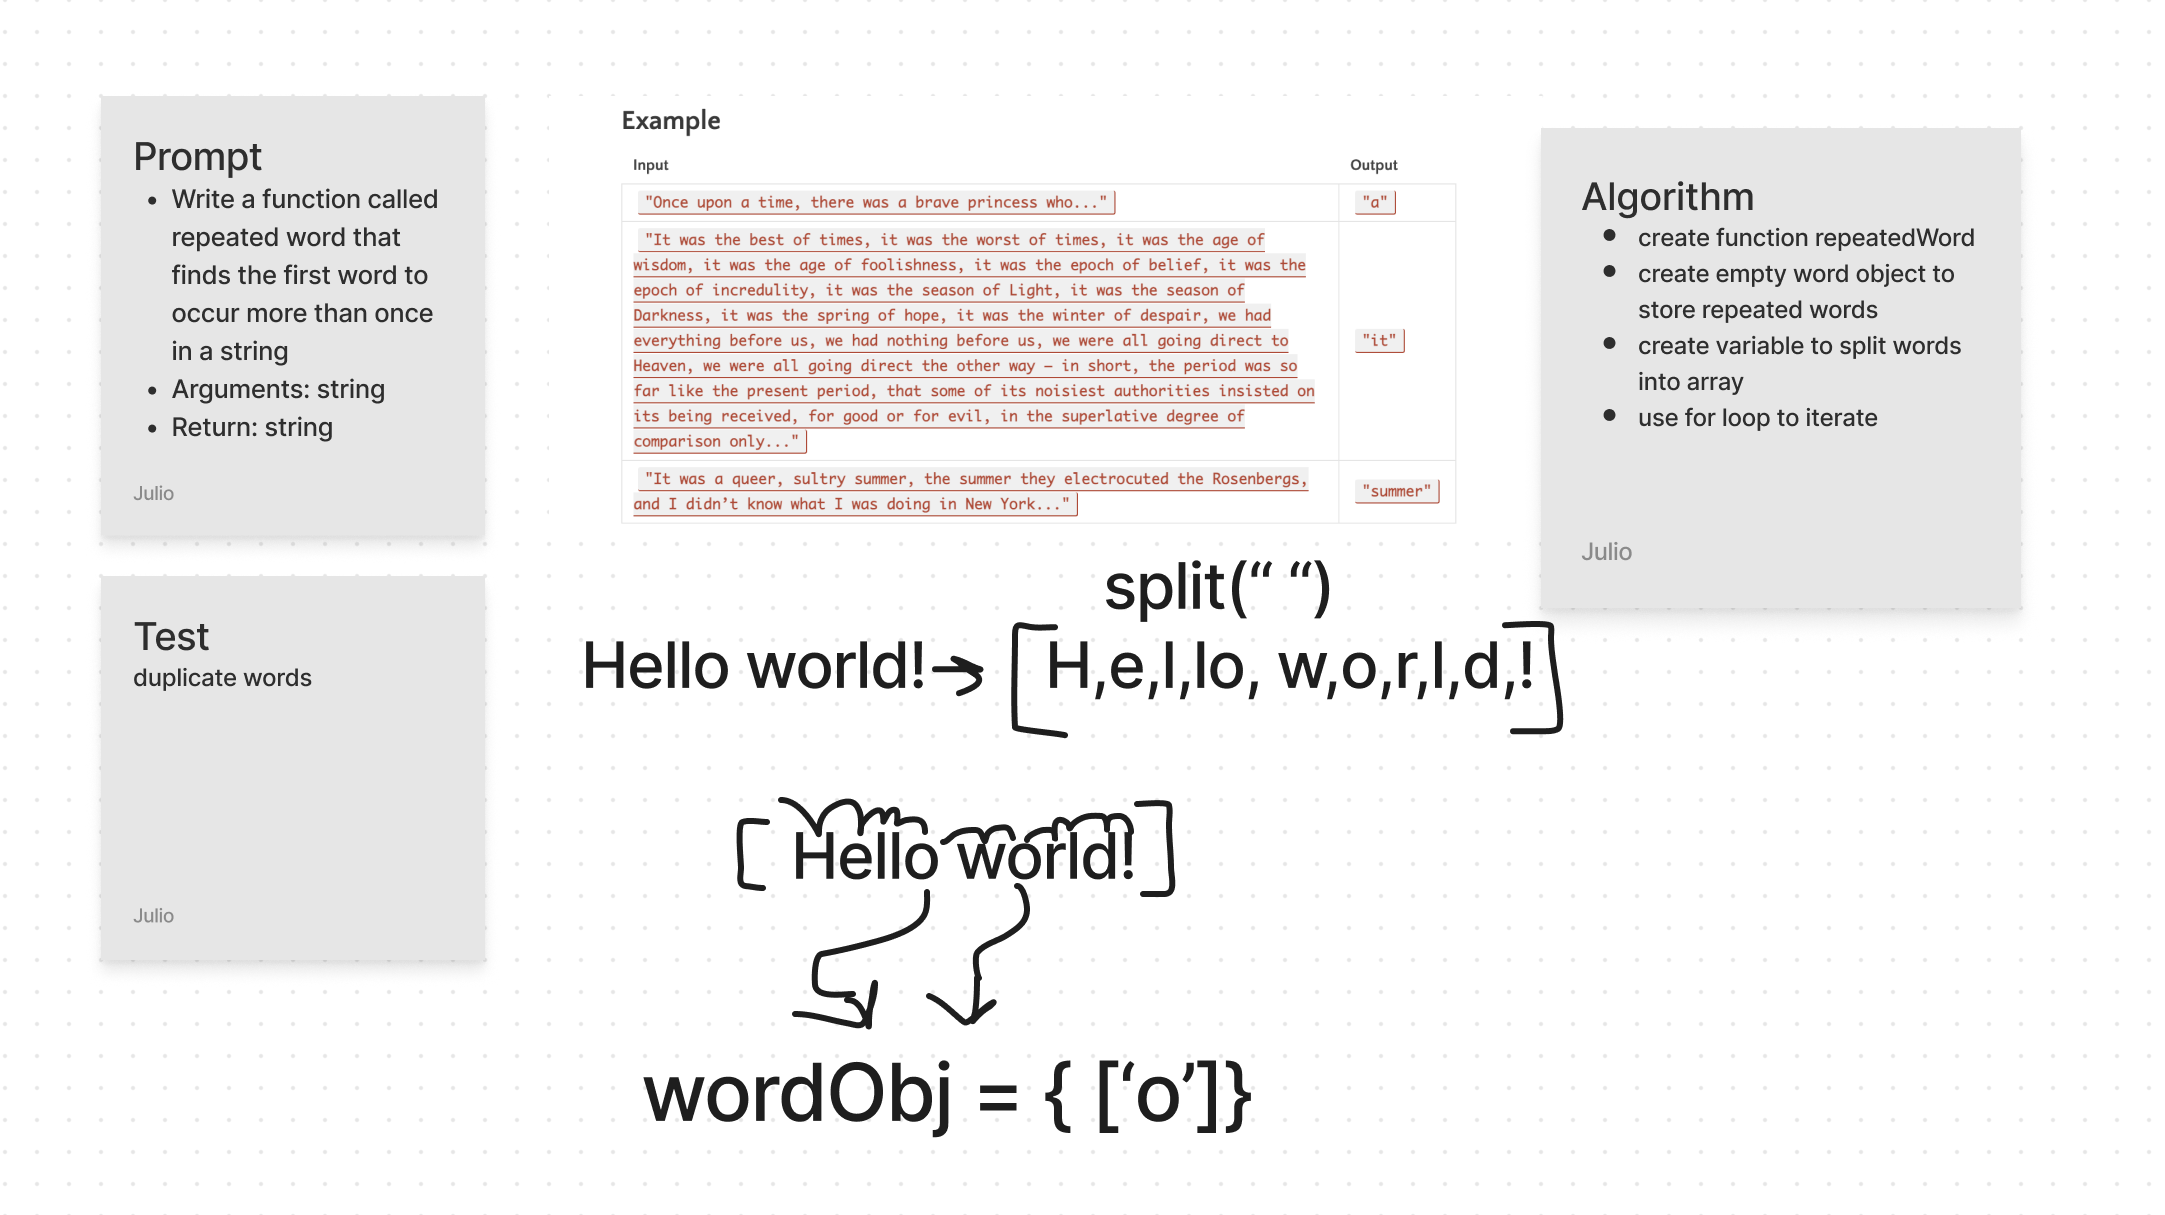 Prompt
• Write a function called
repeated word that
finds the first word to
occur more than once
in a string
• Arguments: string
• Return: string
Julio
Test
duplicate words
Julio
Example
Input Output
"Once upon a time, there was a brave princess who..." "a"
"It was the best of times, it was the worst of times, it was the age of
wisdom, it was the age of foolishness, it was the epoch of belief, it was the
epoch of incredulity, it was the season of Light, it was the season of
Darkness, it was the spring of hope, it was the winter of despair, we had
everything before us, we had nothing before us, we were all going direct to
"it"
Heaven, we were all going direct the other way – in short, the period was so
far like the present period, that some of its noisiest authorities insisted on
its being received, for good or for evil, in the superlative degree of
comparison only..."
"It was a queer, sultry summer, the summer they electrocuted the Rosenbergs,
and I didn’t know what I was doing in New York..."
"summer"
split(“ “)
Hello world! → [ H,e,l,lo, w,o,r,l,d,! ]
[ Hello world! ]
wordObj = { [‘o’]}
Algorithm
• create function repeatedWord
• create empty word object to
store repeated words
• create variable to split words
into array
• use for loop to iterate
Julio